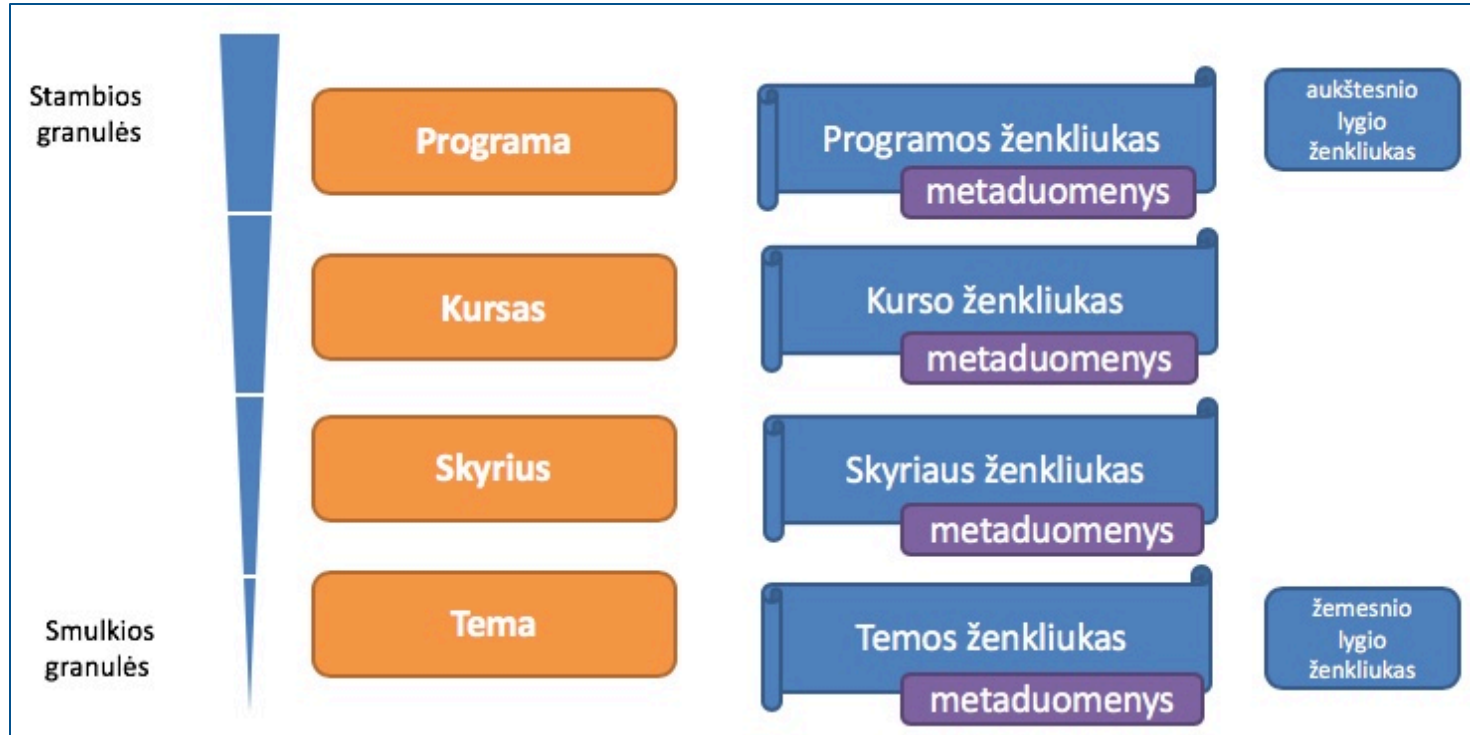 Stambios
granulės
Programa
Programos ženkliukas
metaduomenys
aukštesnio
lygio
ženkliukas
Kursas
Kurso ženkliukas
metaduomenys
Skyrius
Skyriaus ženkliukas
metaduomenys
Smulkios
granulės
Tema
Temos ženkliukas
metaduomenys
žemesnio
lygio
ženkliukas